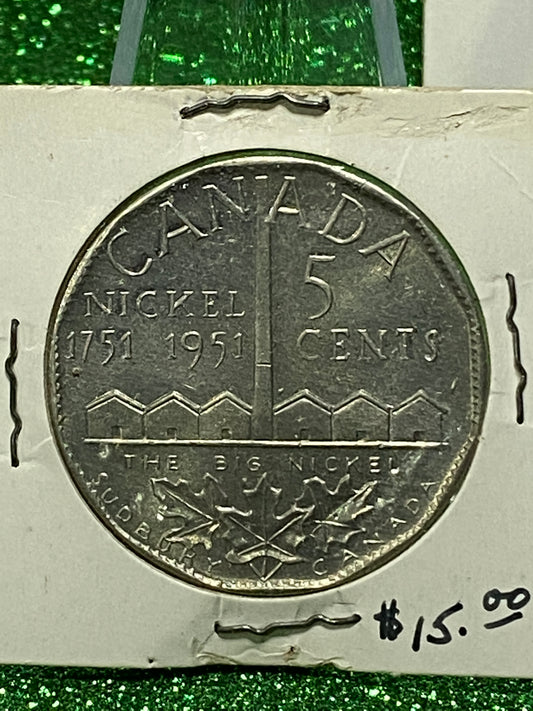 CANADA
NICKEL 5
1751 1951 CENTS
THE BIG NICKEL
SUDBURY CANADA
$15.00